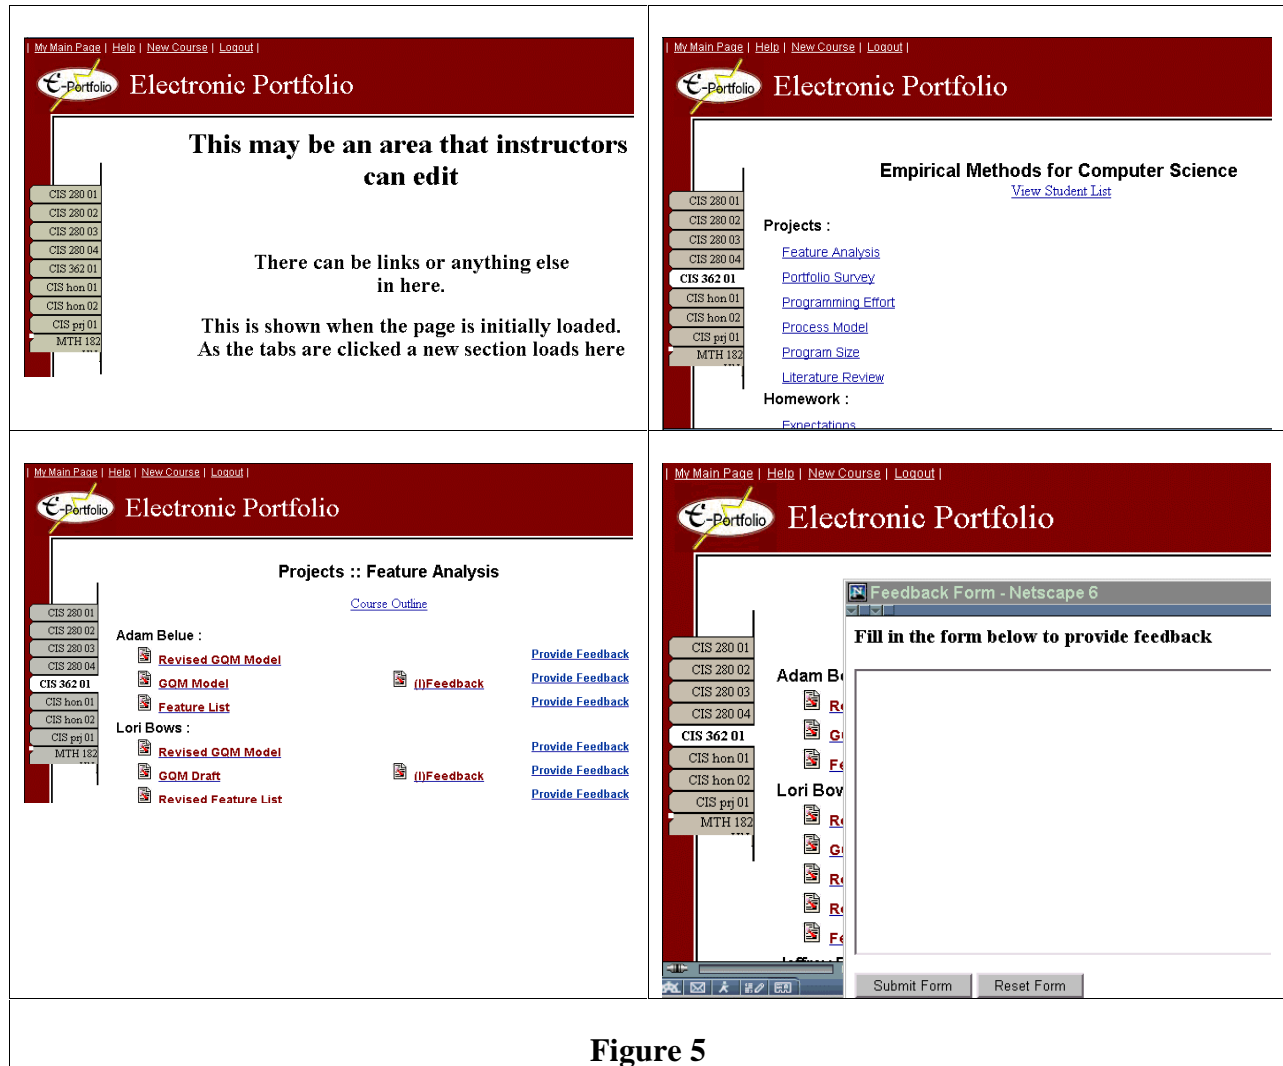 | My Main Page | Help | New Course | Logout |
E-Portfolio Electronic Portfolio
This may be an area that instructors
can edit
CIS 280 01
CIS 280 02
CIS 280 03
CIS 280 04
CIS 362 01
CIS hon 01
CIS hon 02
CIS prj 01
MTH 182
There can be links or anything else
in here.
This is shown when the page is initially loaded.
As the tabs are clicked a new section loads here
| My Main Page | Help | New Course | Logout |
E-Portfolio Electronic Portfolio
Empirical Methods for Computer Science
View Student List
CIS 280 01
CIS 280 02
CIS 280 03
CIS 280 04
CIS 362 01
CIS hon 01
CIS hon 02
CIS prj 01
MTH 182
Projects :
Feature Analysis
Portfolio Survey
Programming Effort
Process Model
Program Size
Literature Review
Homework :
Expectations
| My Main Page | Help | New Course | Logout |
E-Portfolio Electronic Portfolio
Projects :: Feature Analysis
Course Outline
CIS 280 01
CIS 280 02
CIS 280 03
CIS 280 04
CIS 362 01
CIS hon 01
CIS hon 02
CIS prj 01
MTH 182
Adam Belue :
Revised GQM Model Provide Feedback
GQM Model (I)Feedback Provide Feedback
Feature List Provide Feedback
Lori Bows :
Revised GQM Model Provide Feedback
GQM Draft (I)Feedback Provide Feedback
Revised Feature List Provide Feedback
| My Main Page | Help | New Course | Logout |
E-Portfolio Electronic Portfolio
CIS 280 01
CIS 280 02
CIS 280 03
CIS 280 04
CIS 362 01
CIS hon 01
CIS hon 02
CIS prj 01
MTH 182
Adam Be
Re
G
Fe
Lori Bow
Re
G
Re
Re
Fe
Feedback Form - Netscape 6
Fill in the form below to provide feedback
Submit Form Reset Form
Figure 5